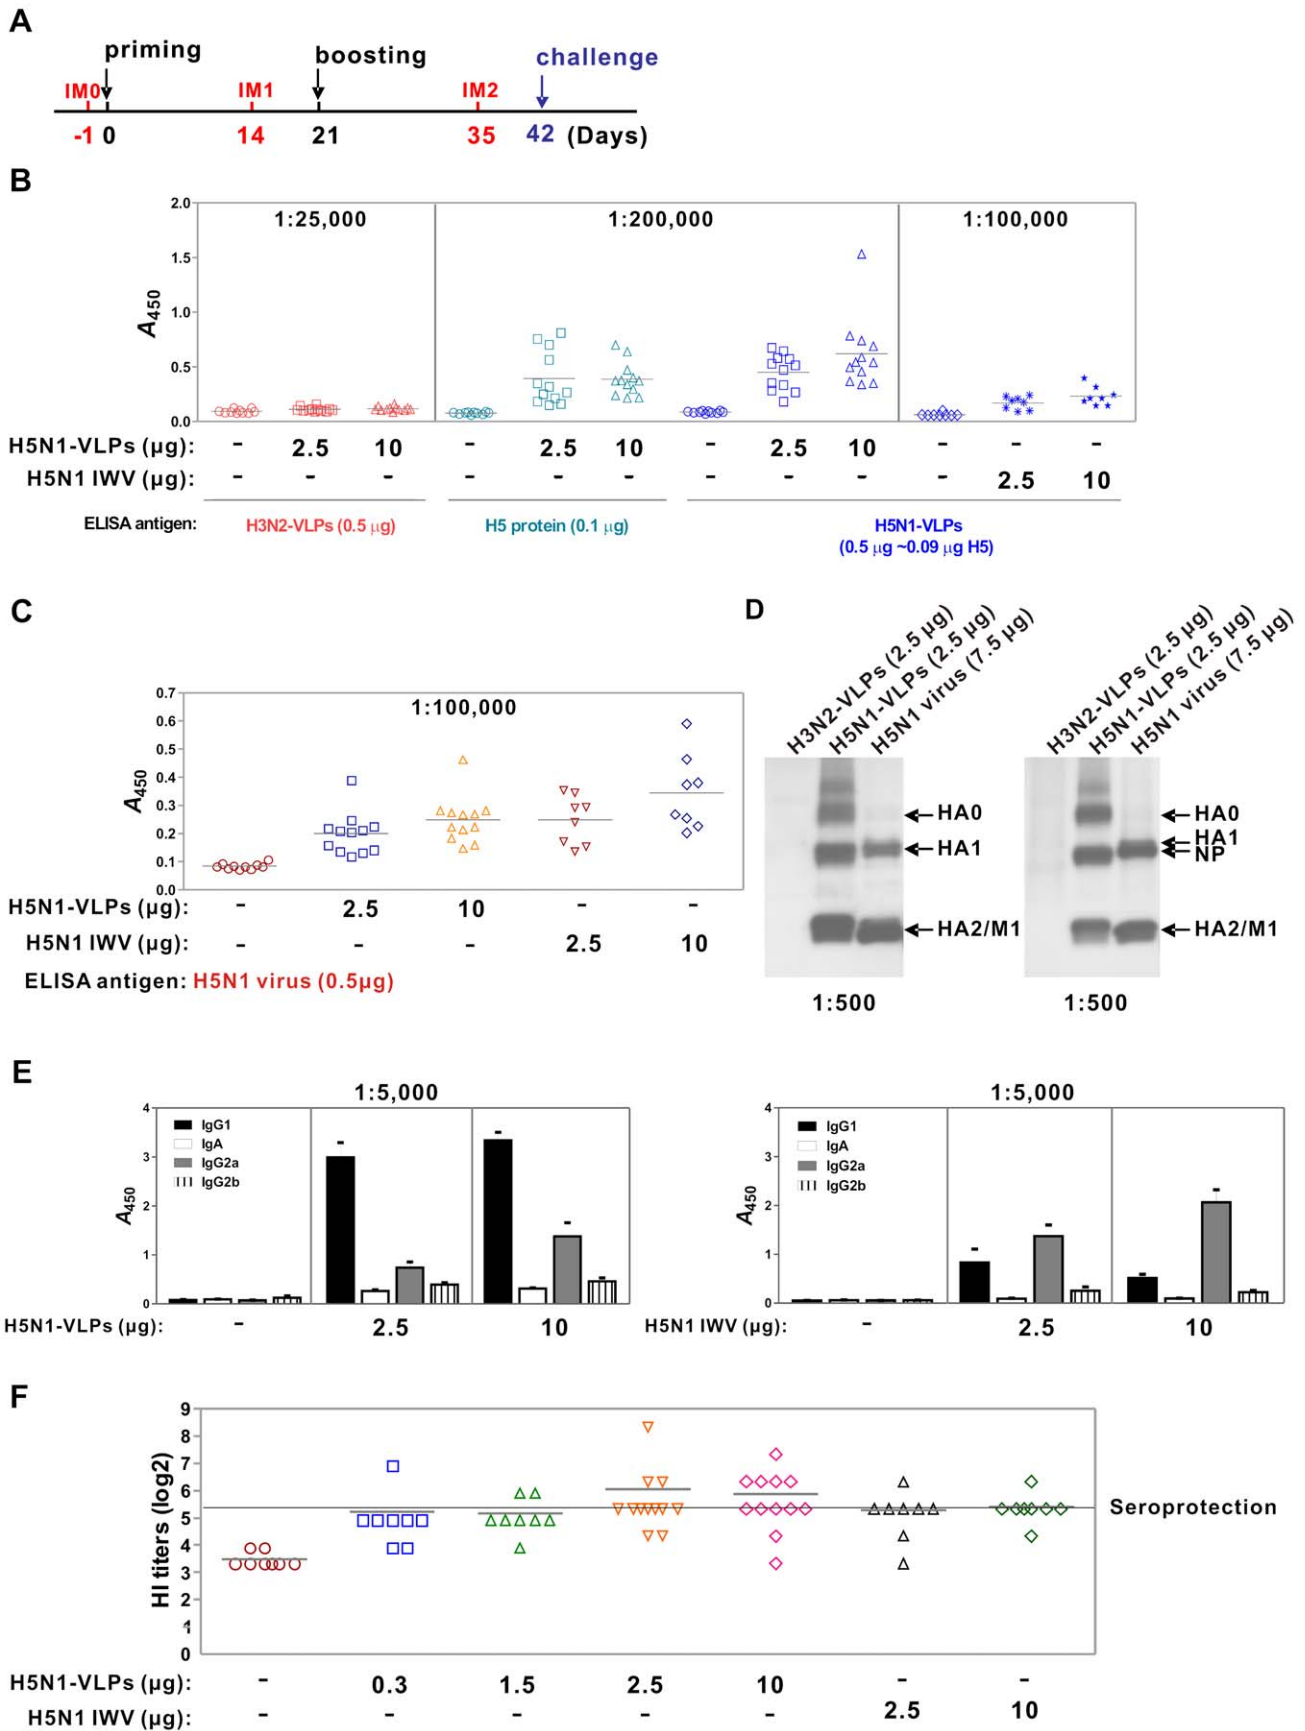 A
priming
boosting
challenge
IM0
IM1
IM2
-1 0 14 21 35 42 (Days)
B
2.0
1.5
1.0
0.5
0.0
A450
1:25,000
1:200,000
1:100,000
H5N1-VLPs (µg): - 2.5 10 - 2.5 10 - 2.5 10 - - -
H5N1 IWV (µg): - - - - - - - - - - 2.5 10
ELISA antigen: H3N2-VLPs (0.5 µg) H5 protein (0.1 µg) H5N1-VLPs
(0.5 µg ~0.09 µg H5)
C
0.7
0.6
0.5
0.4
0.3
0.2
0.1
0.0
A450
1:100,000
H5N1-VLPs (µg): - 2.5 10 - -
H5N1 IWV (µg): - - - 2.5 10
ELISA antigen: H5N1 virus (0.5µg)
D
H3N2-VLPs (2.5 µg)
H5N1-VLPs (2.5 µg)
H5N1 virus (7.5 µg)
HA0
HA1
HA2/M1
1:500
H3N2-VLPs (2.5 µg)
H5N1-VLPs (2.5 µg)
H5N1 virus (7.5 µg)
HA0
HA1
NP
HA2/M1
1:500
E
1:5,000
4
3
2
1
0
A450
IgG1
IgA
IgG2a
IgG2b
H5N1-VLPs (µg): - 2.5 10
1:5,000
4
3
2
1
0
A450
IgG1
IgA
IgG2a
IgG2b
H5N1 IWV (µg): - 2.5 10
F
9
8
7
6
5
4
3
2
1
0
HI titers (log2)
Seroprotection
H5N1-VLPs (µg): - 0.3 1.5 2.5 10 - -
H5N1 IWV (µg): - - - - - 2.5 10